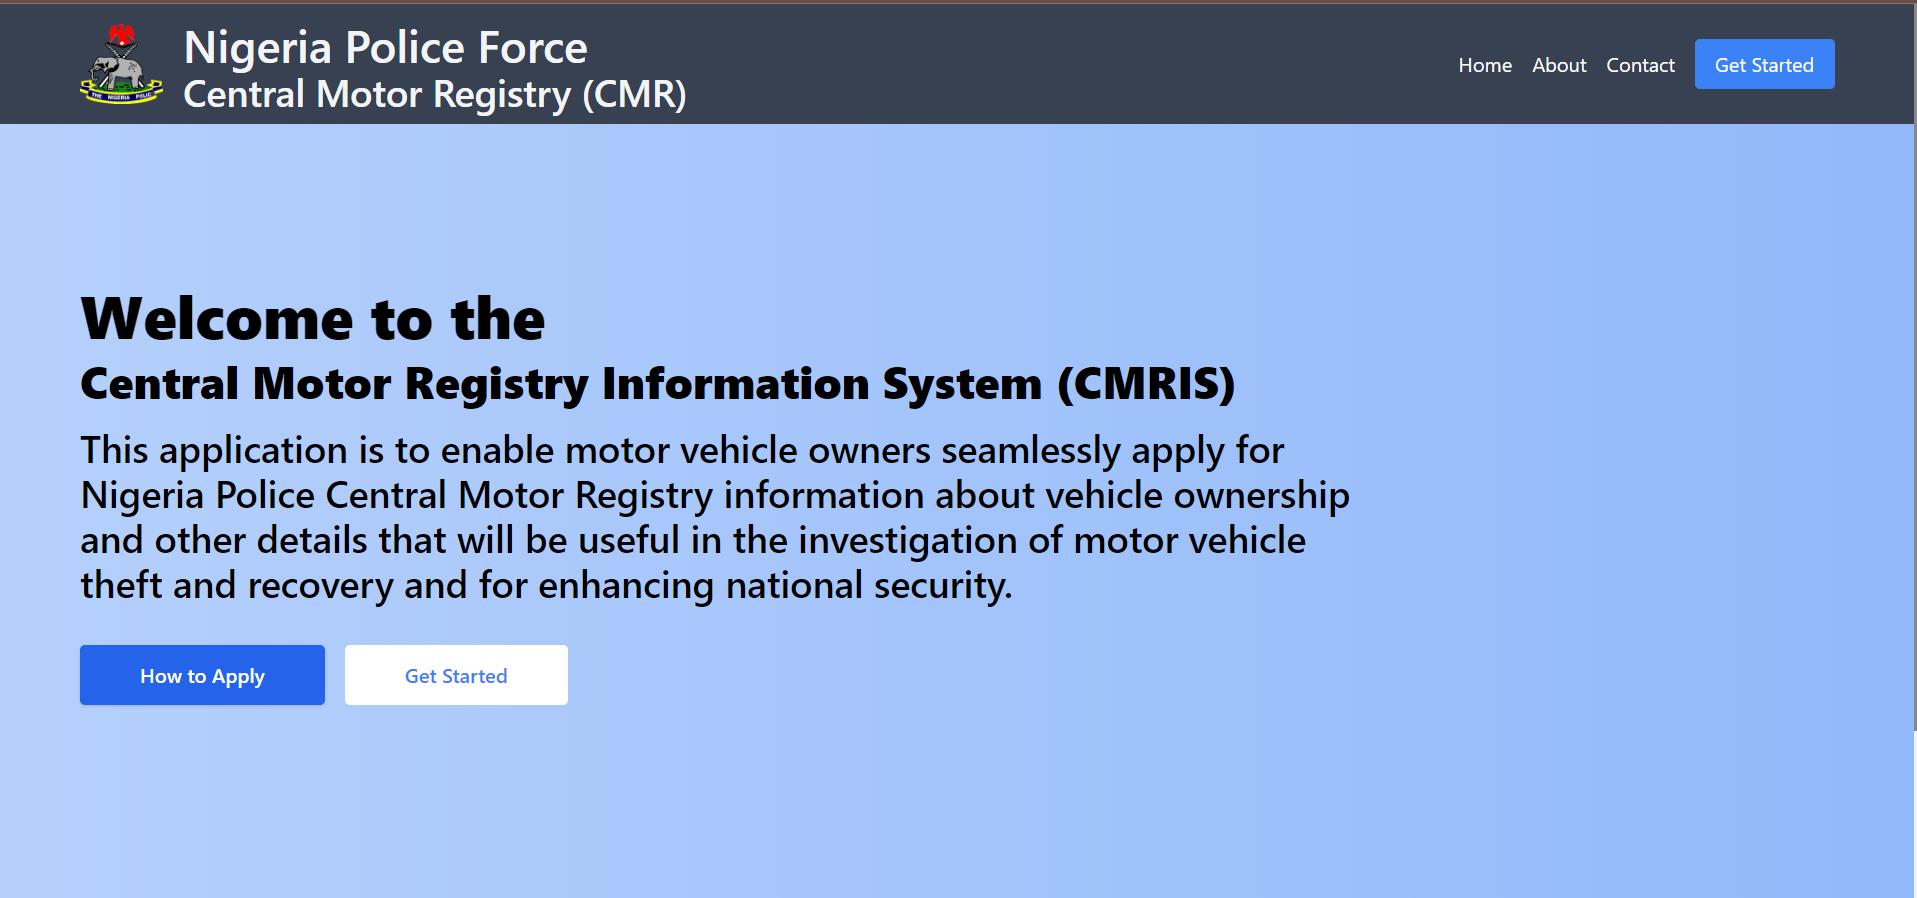 Nigeria Police Force
Central Motor Registry (CMR)
THE NIGERIA POLIC
Home About Contact Get Started
Welcome to the
Central Motor Registry Information System (CMRIS)
This application is to enable motor vehicle owners seamlessly apply for
Nigeria Police Central Motor Registry information about vehicle ownership
and other details that will be useful in the investigation of motor vehicle
theft and recovery and for enhancing national security.
How to Apply Get Started